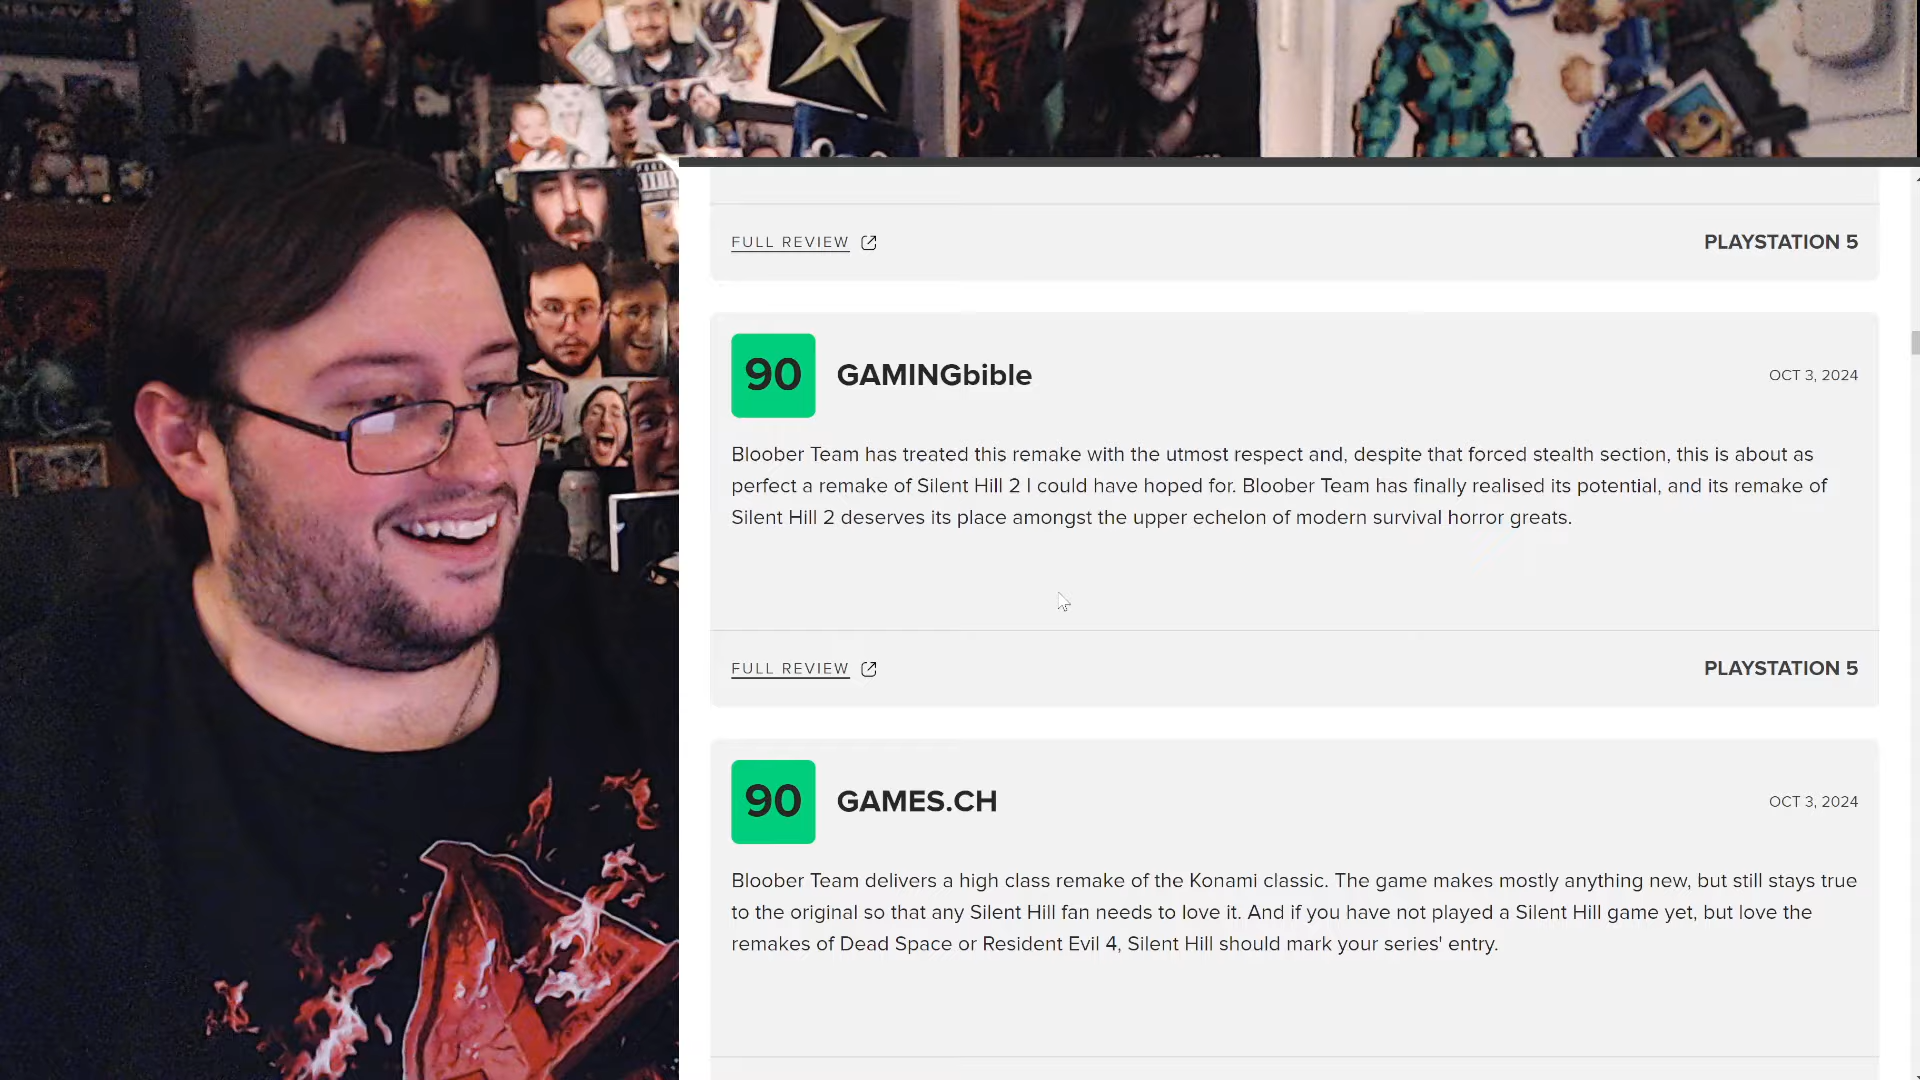 FULL REVIEW
PLAYSTATION 5
90 GAMINGbible
OCT 3, 2024
Bloober Team has treated this remake with the utmost respect and, despite that forced stealth section, this is about as
perfect a remake of Silent Hill 2 I could have hoped for. Bloober Team has finally realised its potential, and its remake of
Silent Hill 2 deserves its place amongst the upper echelon of modern survival horror greats.
FULL REVIEW
PLAYSTATION 5
90 GAMES.CH
OCT 3, 2024
Bloober Team delivers a high class remake of the Konami classic. The game makes mostly anything new, but still stays true
to the original so that any Silent Hill fan needs to love it. And if you have not played a Silent Hill game yet, but love the
remakes of Dead Space or Resident Evil 4, Silent Hill should mark your series' entry.